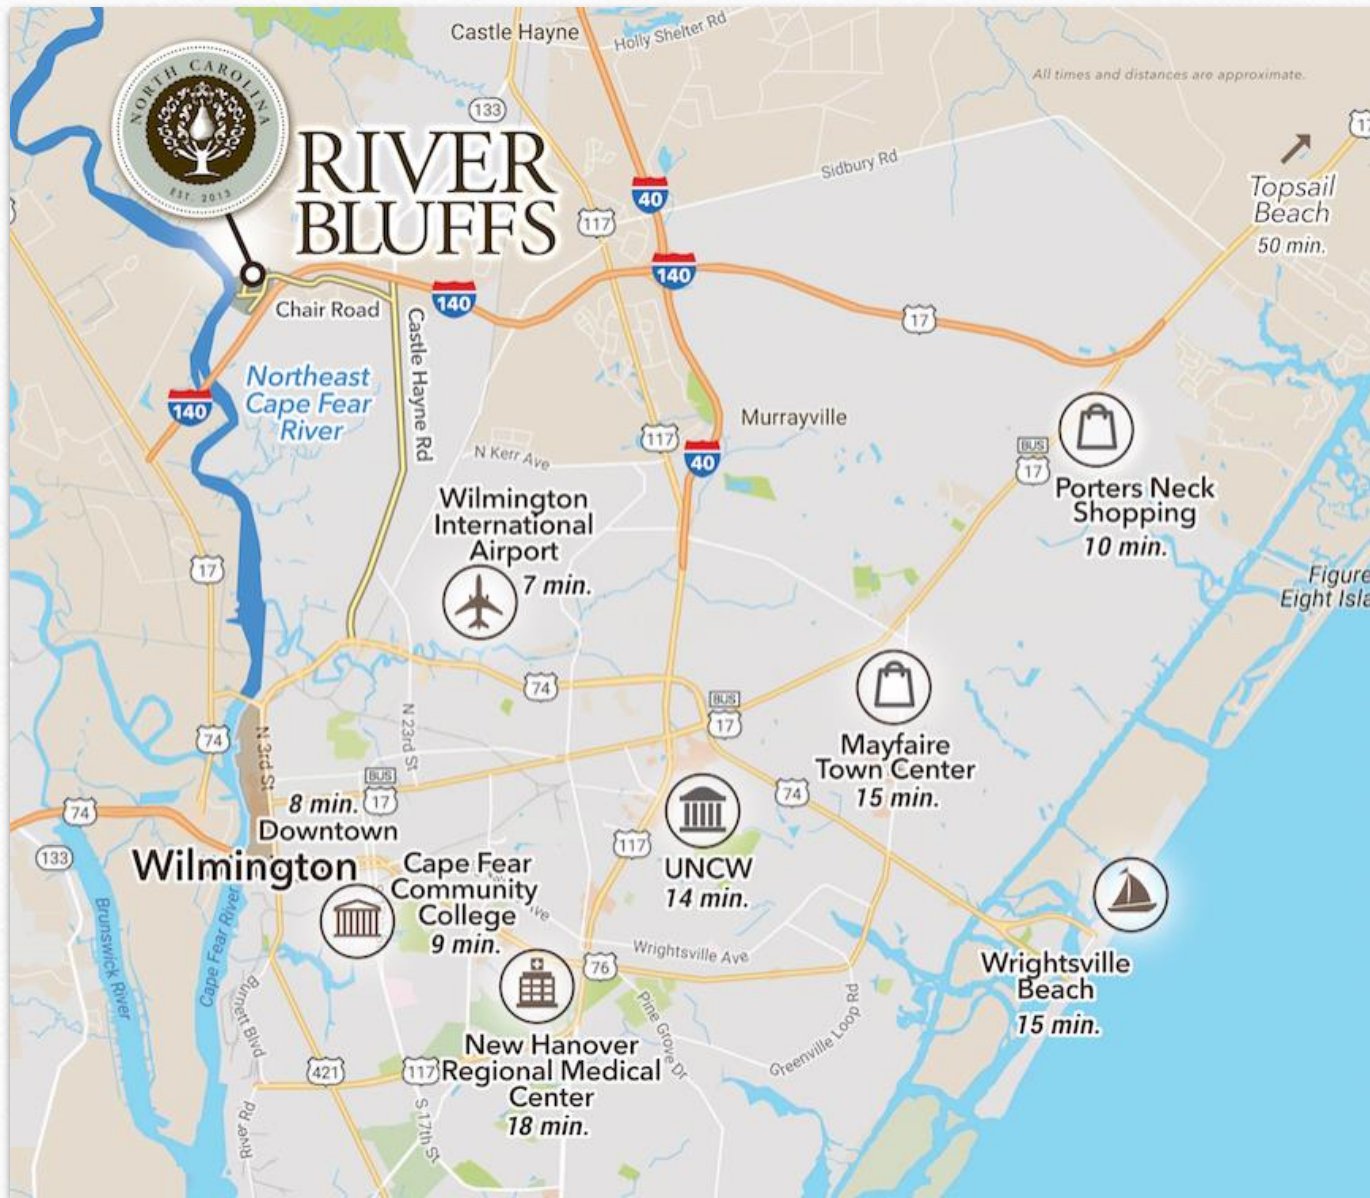 Castle Hayne
Holly Shelter Rd
All times and distances are approximate.
NORTH CAROLINA
EST. 2013
RIVER
BLUFFS
133
40
117
Sidbury Rd
17
Topsail
Beach
50 min.
140
140
Chair Road
Castle Hayne Rd
17
Northeast
Cape Fear
River
140
Murrayville
117
40
N Kerr Ave
BUS
17
Porters Neck
Shopping
10 min.
Wilmington
International
Airport
7 min.
17
Figure
Eight Isla
74
BUS
17
74
N 3rd St
N 23rd St
Mayfaire
Town Center
15 min.
BUS
17
74
74
8 min.
Downtown
Wilmington
133
117
UNCW
14 min.
Cape Fear
Community
College
9 min.
Ave
Brunswick River
Cape Fear River
Burnett Blvd
Wrightsville Ave
76
Wrightsville
Beach
15 min.
Pine Grove Dr
Greenville Loop Rd
New Hanover
Regional Medical
Center
18 min.
421
117
River Rd
S 17th St